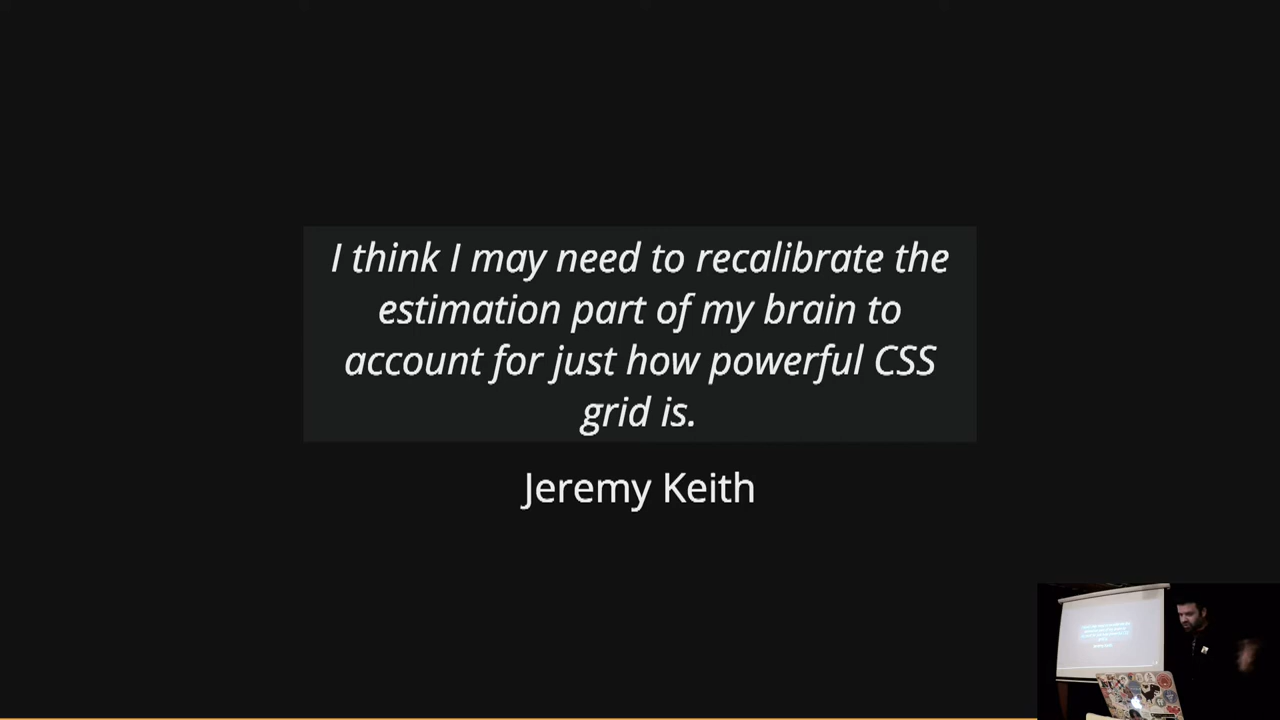 I think I may need to recalibrate the
estimation part of my brain to
account for just how powerful CSS
grid is.
Jeremy Keith